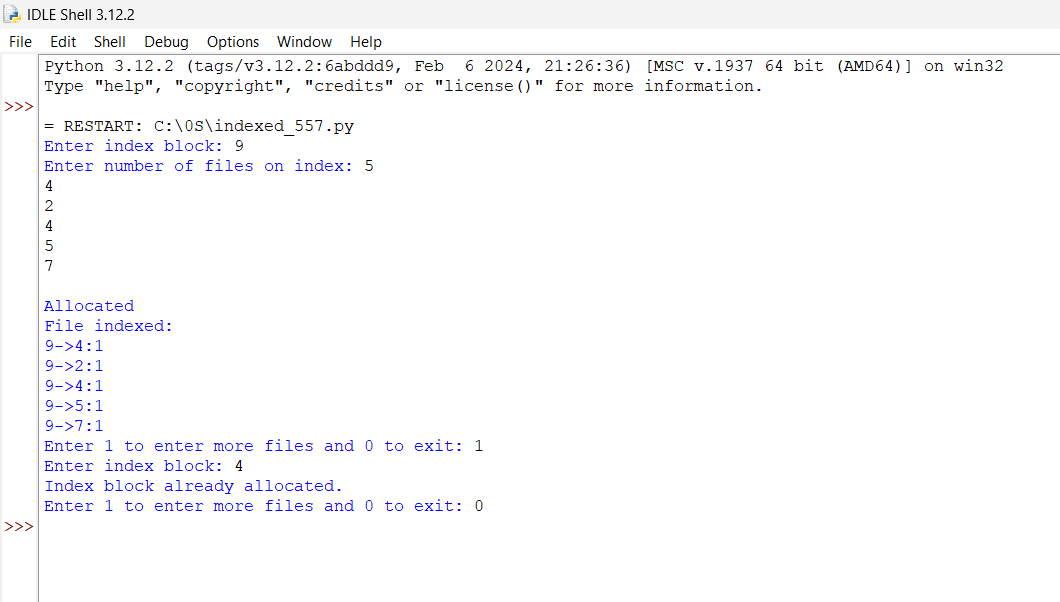 IDLE Shell 3.12.2
File Edit Shell Debug Options Window Help
Python 3.12.2 (tags/v3.12.2:6abddd9, Feb  6 2024, 21:26:36) [MSC v.1937 64 bit (AMD64)] on win32
Type "help", "copyright", "credits" or "license()" for more information.
>>>
= RESTART: C:\0S\indexed_557.py
Enter index block: 9
Enter number of files on index: 5
4
2
4
5
7
Allocated
File indexed:
9->4:1
9->2:1
9->4:1
9->5:1
9->7:1
Enter 1 to enter more files and 0 to exit: 1
Enter index block: 4
Index block already allocated.
Enter 1 to enter more files and 0 to exit: 0
>>>